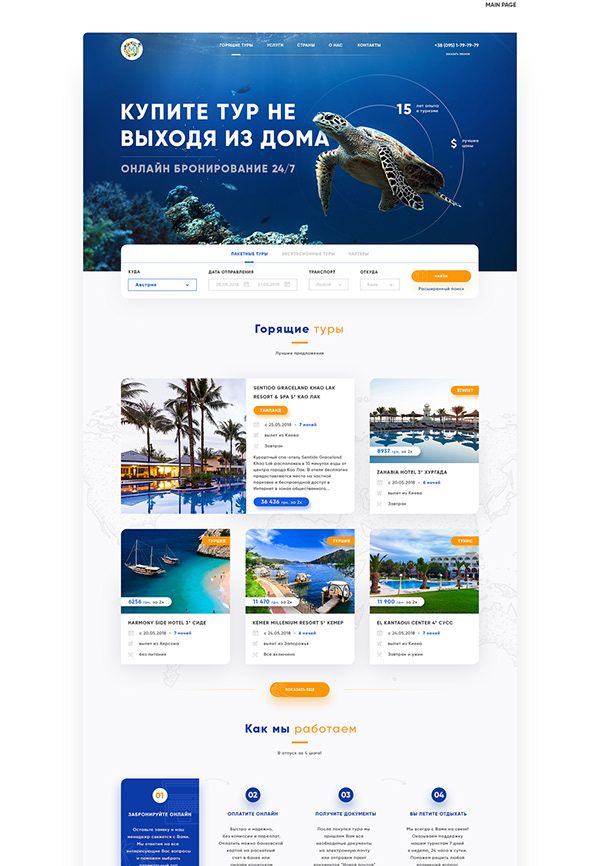 MAIN PAGE
ГОРЯЩИЕ ТУРЫ УСЛУГИ СТРАНЫ О НАС КОНТАКТЫ
+38 (095) 1-79-79-79
ЗАКАЗАТЬ ЗВОНОК
КУПИТЕ ТУР НЕ
ВЫХОДЯ ИЗ ДОМА
ОНЛАЙН БРОНИРОВАНИЕ 24/7
15 лет опыта
в туризме
$ лучшие
цены
ПАКЕТНЫЕ ТУРЫ ЭКСКУРСИОННЫЕ ТУРЫ ЧАРТЕРЫ
КУДА ДАТА ОТПРАВЛЕНИЯ ТРАНСПОРТ ОТКУДА
Австрия 20.05.2018 21.05.2018 Любой Киев НАЙТИ
Расширенный поиск
Горящие туры
Лучшие предложения
SENTIDO GRACELAND KHAO LAK
RESORT & SPA 5* КАО ЛАК
ТАИЛАНД
с 25.05.2018 • 7 ночей
вылет из Киева
Завтрак
Курортный спа-отель Sentido Graceland
Khao Lak расположен в 10 минутах езды от
центра города Као Лак. В отеле бесплатно
предоставляется место на частной
парковке и беспроводной доступ в
Интернет в зонах общественного...
36 436 грн. за 2х
ЕГИПЕТ
8937 грн. за 2х
ZAHABIA HOTEL 3* ХУРГАДА
с 20.05.2018 • 6 ночей
вылет из Киева
Завтрак
ТУРЦИЯ
6256 грн. за 2х
HARMONY SIDE HOTEL 3* СИДЕ
с 20.05.2018 • 7 ночей
вылет из Херсона
без питания
ТУРЦИЯ
11 470 грн. за 2х
KEMER MILLENIUM RESORT 5* КЕМЕР
с 24.05.2018 • 6 ночей
вылет из Запорожья
Все включено
ТУНИС
11 900 грн. за 2х
EL KANTAOUI CENTER 4* СУСС
с 24.05.2018 • 7 ночей
вылет из Киева
Завтрак и ужин
ПОКАЗАТЬ ЕЩЕ
Как мы работаем
В отпуск за 4 шага!
01
ЗАБРОНИРУЙТЕ ОНЛАЙН
Оставьте заявку и наш
менеджер свяжется с Вами.
Мы ответим на все
интересующие Вас вопросы
и поможем выбрать
02
ОПЛАТИТЕ ОНЛАЙН
Быстро и надежно,
без комиссии и переплат.
Оплатить можно банковской
картой на расчетный
счет в банке или
03
ПОЛУЧИТЕ ДОКУМЕНТЫ
После покупки тура мы
пришлем Вам все
необходимые документы
на электронную почту
или отправим пакет
документов "Новой почтой"
04
ВЫ ЛЕТИТЕ ОТДЫХАТЬ
Мы всегда с Вами на связи!
Оказываем поддержку
нашим туристам 7 дней
в неделю, 24 часа в сутки.
Поможем решить любой